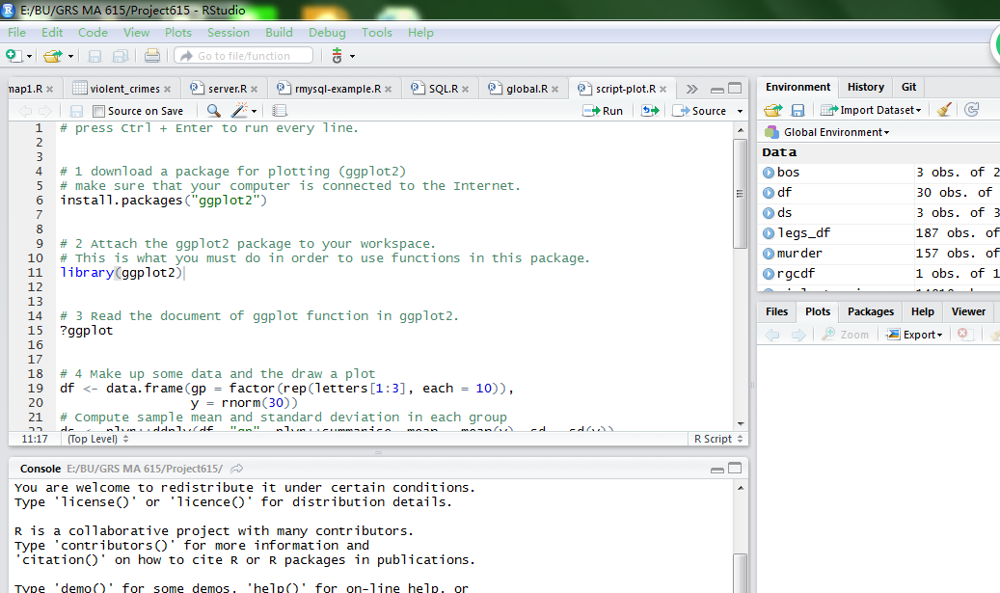 E:/BU/GRS MA 615/Project615 - RStudio
File Edit Code View Plots Session Build Debug Tools Help
Go to file/function
map1.R violent_crimes server.R rmysql-example.R SQL.R global.R script-plot.R
Source on Save Run Source
1 # press Ctrl + Enter to run every line.
2
3
4 # 1 download a package for plotting (ggplot2)
5 # make sure that your computer is connected to the Internet.
6 install.packages("ggplot2")
7
8
9 # 2 Attach the ggplot2 package to your workspace.
10 # This is what you must do in order to use functions in this package.
11 library(ggplot2)
12
13
14 # 3 Read the document of ggplot function in ggplot2.
15 ?ggplot
16
17
18 # 4 Make up some data and the draw a plot
19 df <- data.frame(gp = factor(rep(letters[1:3], each = 10)),
20 y = rnorm(30))
21 # Compute sample mean and standard deviation in each group
22 ds <- plyr::ddply(df, "gp", plyr::summarise, mean = mean(y), sd = sd(y))
11:17 (Top Level) R Script
Console E:/BU/GRS MA 615/Project615/
You are welcome to redistribute it under certain conditions.
Type 'license()' or 'licence()' for distribution details.
R is a collaborative project with many contributors.
Type 'contributors()' for more information and
'citation()' on how to cite R or R packages in publications.
Type 'demo()' for some demos, 'help()' for on-line help, or
Environment History Git
Import Dataset
Global Environment
Data
bos 3 obs. of 2
df 30 obs. of
ds 3 obs. of 3
legs_df 187 obs. of
murder 157 obs. of
rgcdf 1 obs. of 1
Files Plots Packages Help Viewer
Zoom Export